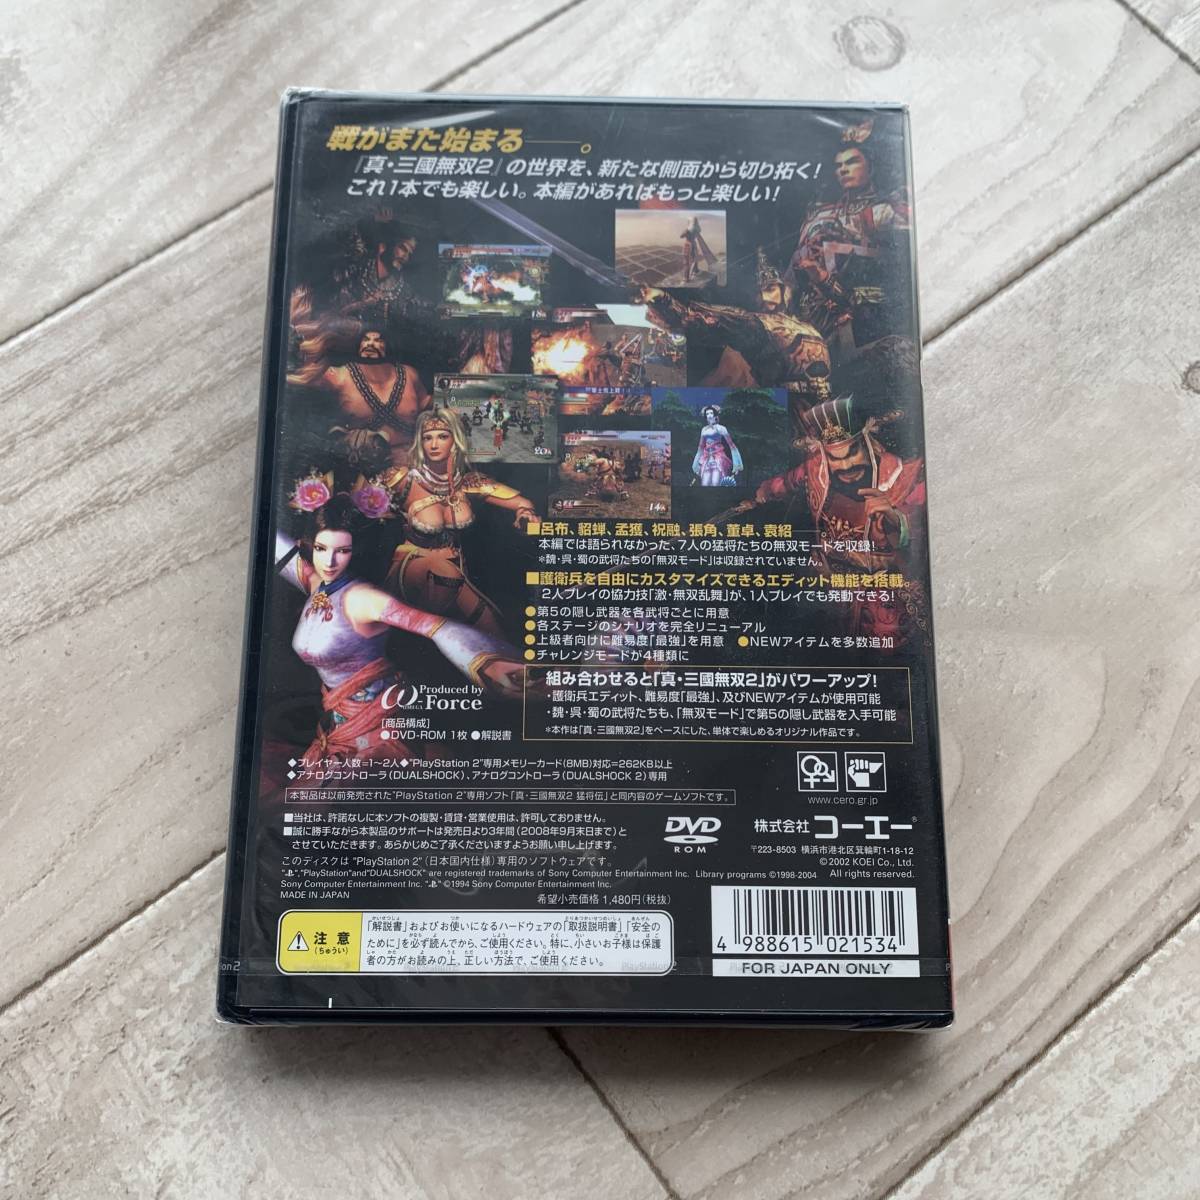 戦がまた始まる――。
『真・三國無双2』の世界を、新たな側面から切り拓く!
これ1本でも楽しい。本編があればもっと楽しい!
■呂布、貂蝉、孟獲、祝融、張角、董卓、袁紹
本編では語られなかった、7人の猛将たちの無双モードを収録!
*魏・呉・蜀の武将たちの「無双モード」は収録されていません。
■護衛兵を自由にカスタマイズできるエディット機能を搭載。
2人プレイの協力技「激・無双乱舞」が、1人プレイでも発動できる!
●第5の隠し武器を各武将ごとに用意
●各ステージのシナリオを完全リニューアル
●上級者向けに難易度「最強」を用意 ●NEWアイテムを多数追加
●チャレンジモードが4種類に
組み合わせると『真・三國無双2』がパワーアップ!
・護衛兵エディット、難易度「最強」、及びNEWアイテムが使用可能
・魏・呉・蜀の武将たちも、「無双モード」で第5の隠し武器を入手可能
*本作は「真・三國無双2」をベースにした、単体で楽しめるオリジナル作品です。
Produced by
ω OMEGA Force
[商品構成]
●DVD-ROM 1枚 ●解説書
◆プレイヤー人数=1〜2人◆"PlayStation 2"専用メモリーカード(8MB)対応=262KB以上
◆アナログコントローラ(DUALSHOCK)、アナログコントローラ(DUALSHOCK 2)専用
本製品は以前発売された"PlayStation 2"専用ソフト「真・三國無双2 猛将伝」と同内容のゲームソフトです。
www.cero.gr.jp
■当社は、許諾なしに本ソフトの複製・賃貸・営業使用は、許可しておりません。
■誠に勝手ながら本製品のサポートは発売日より3年間(2008年9月末日まで)と
させていただきます。あらかじめご了承くださいますようお願い申し上げます。
DVD
ROM
株式会社 コーエー®
〒223-8503 横浜市港北区箕輪町1-18-12
©2002 KOEI Co., Ltd.
All rights reserved.
このディスクは "PlayStation 2"(日本国内仕様)専用のソフトウェアです。
"PS","PlayStation"and"DUALSHOCK" are registered trademarks of Sony Computer Entertainment Inc. Library programs ©1998-2004
Sony Computer Entertainment Inc. "PS" ©1994 Sony Computer Entertainment Inc.
MADE IN JAPAN
希望小売価格 1,480円(税抜)
注意
(ちゅうい)
「解説書」およびお使いになるハードウェアの「取扱説明書」「安全の
ために」を必ず読んでから、ご使用ください。特に、小さいお子様は保護
者の方がお読みの上、正しい方法で、ご使用ください。
4 988615 021534
FOR JAPAN ONLY
PlayStation 2